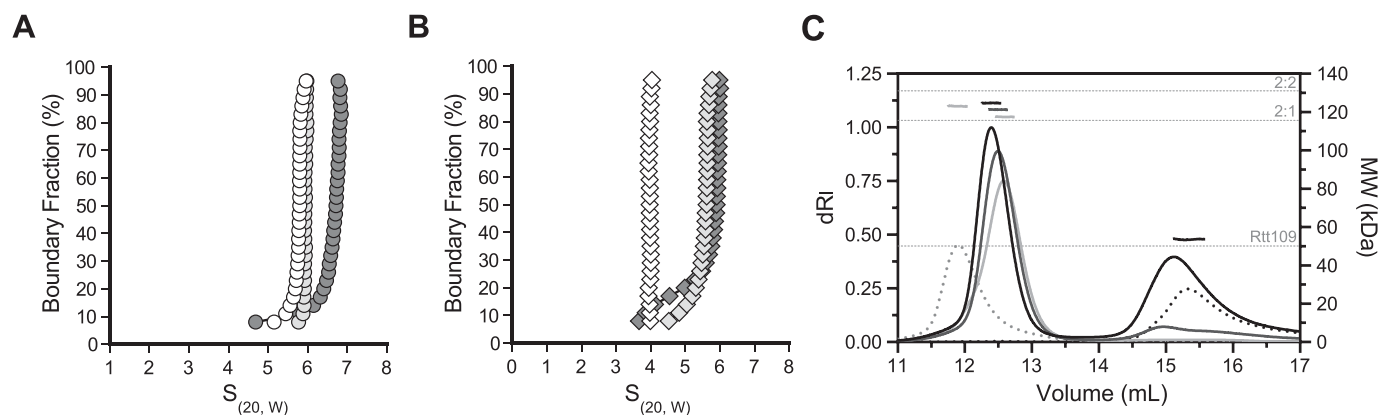 A
Boundary Fraction (%)
100
90
80
70
60
50
40
30
20
10
0
1 2 3 4 5 6 7 8
S(20, W)
B
Boundary Fraction (%)
100
90
80
70
60
50
40
30
20
10
0
0 1 2 3 4 5 6 7 8
S(20, W)
C
dRI
1.25
1.00
0.75
0.50
0.25
0.00
2:2
2:1
Rtt109
140
120
100
80
60
40
20
0
MW (kDa)
11 12 13 14 15 16 17
Volume (mL)